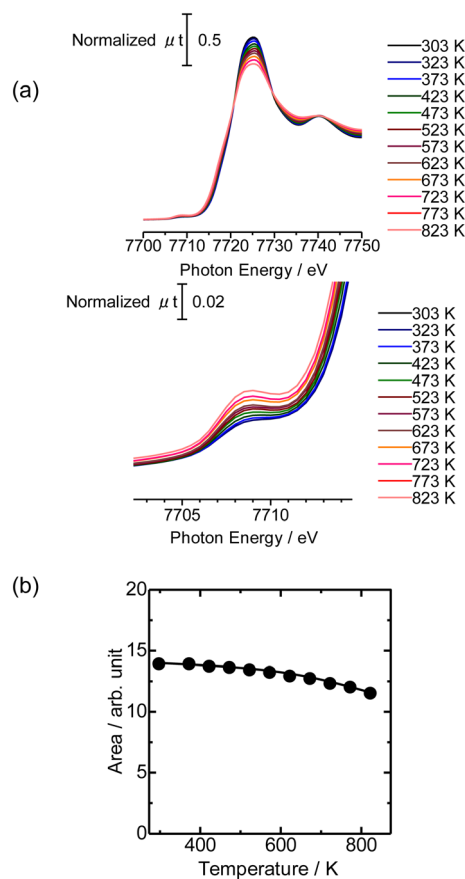 Normalized μt 0.5
(a)
303 K
323 K
373 K
423 K
473 K
523 K
573 K
623 K
673 K
723 K
773 K
823 K
7700 7710 7720 7730 7740 7750
Photon Energy / eV
Normalized μt 0.02
303 K
323 K
373 K
423 K
473 K
523 K
573 K
623 K
673 K
723 K
773 K
823 K
7705 7710
Photon Energy / eV
(b)
20
15
10
5
0
Area / arb. unit
400 600 800
Temperature / K